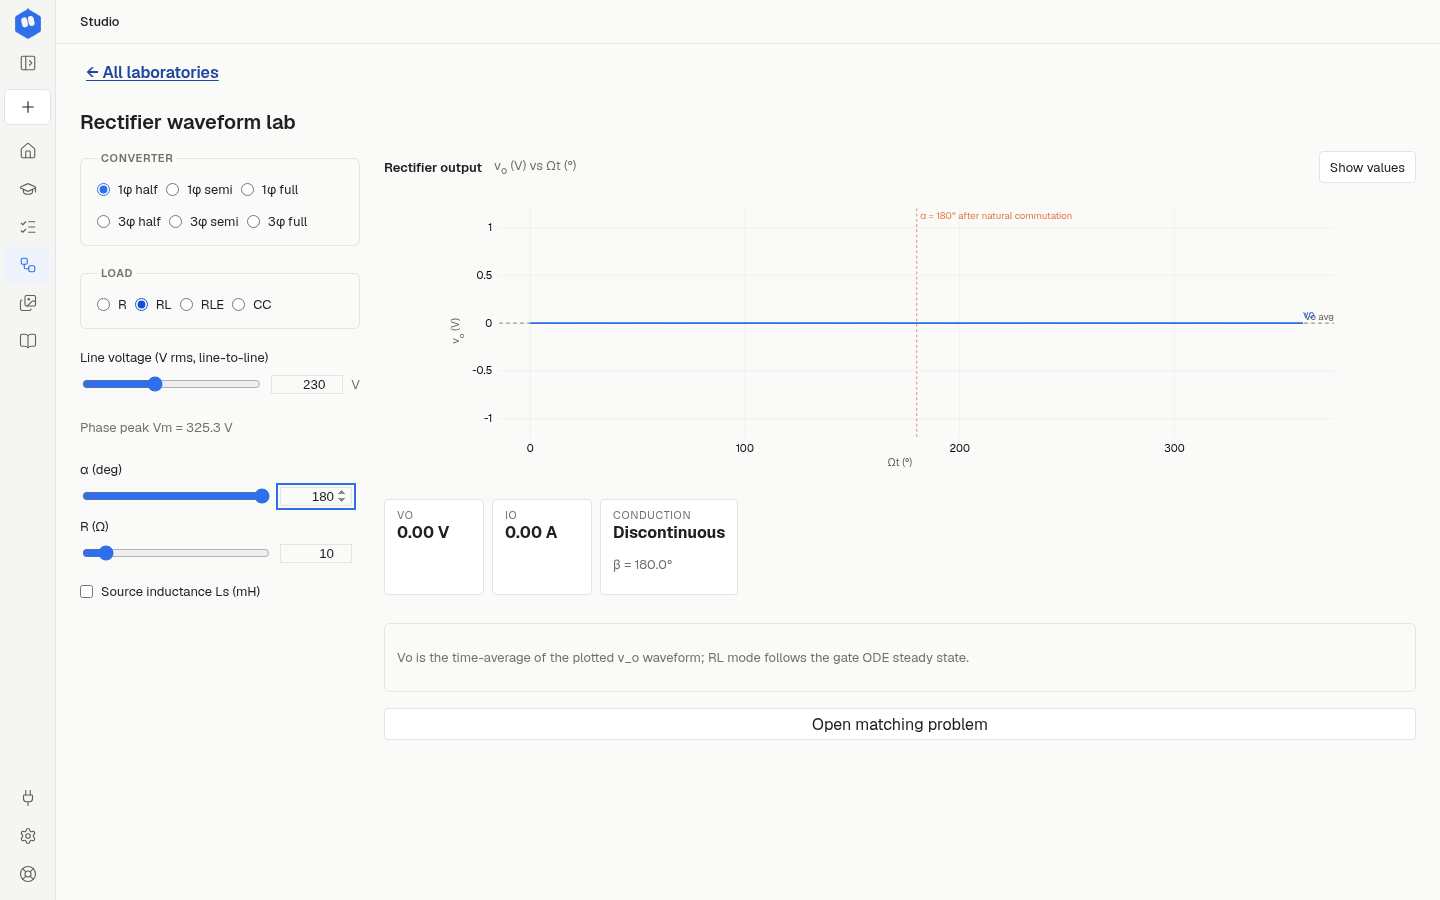 Studio
← All laboratories
Rectifier waveform lab
CONVERTER
1φ half 1φ semi 1φ full
3φ half 3φ semi 3φ full
LOAD
R RL RLE CC
Line voltage (V rms, line-to-line)
230 V
Phase peak Vm = 325.3 V
α (deg)
180
R (Ω)
10
Source inductance Ls (mH)
Rectifier output vo (V) vs Ωt (°)
Show values
α = 180° after natural commutation
1
0.5
0
-0.5
-1
vo (V)
Vo avg
0 100 200 300
Ωt (°)
VO
0.00 V
IO
0.00 A
CONDUCTION
Discontinuous
β = 180.0°
Vo is the time-average of the plotted v_o waveform; RL mode follows the gate ODE steady state.
Open matching problem